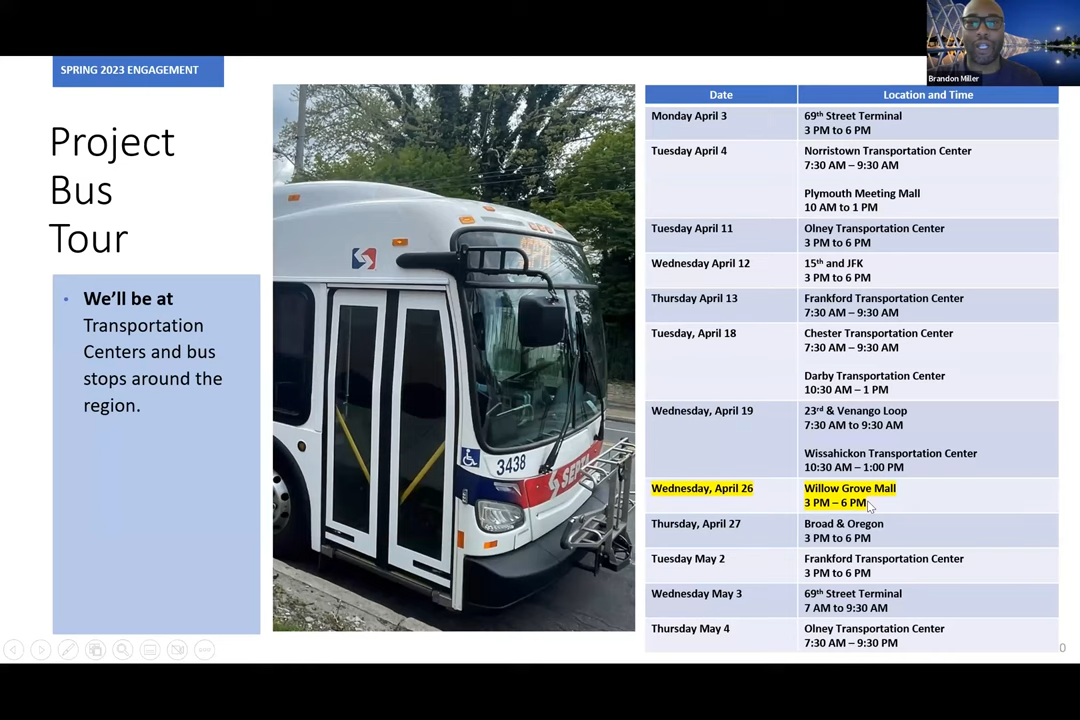 Brandon Miller
SPRING 2023 ENGAGEMENT
Project
Bus
Tour
• We'll be at
Transportation
Centers and bus
stops around the
region.
3438
SEPTA
Date Location and Time
Monday April 3 69th Street Terminal
3 PM to 6 PM
Tuesday April 4 Norristown Transportation Center
7:30 AM – 9:30 AM
Plymouth Meeting Mall
10 AM to 1 PM
Tuesday April 11 Olney Transportation Center
3 PM to 6 PM
Wednesday April 12 15th and JFK
3 PM to 6 PM
Thursday April 13 Frankford Transportation Center
7:30 AM – 9:30 AM
Tuesday, April 18 Chester Transportation Center
7:30 AM – 9:30 AM
Darby Transportation Center
10:30 AM – 1 PM
Wednesday, April 19 23rd & Venango Loop
7:30 AM to 9:30 AM
Wissahickon Transportation Center
10:30 AM – 1:00 PM
Wednesday, April 26 Willow Grove Mall
3 PM – 6 PM
Thursday, April 27 Broad & Oregon
3 PM to 6 PM
Tuesday May 2 Frankford Transportation Center
3 PM to 6 PM
Wednesday May 3 69th Street Terminal
7 AM to 9:30 AM
Thursday May 4 Olney Transportation Center
7:30 AM – 9:30 PM